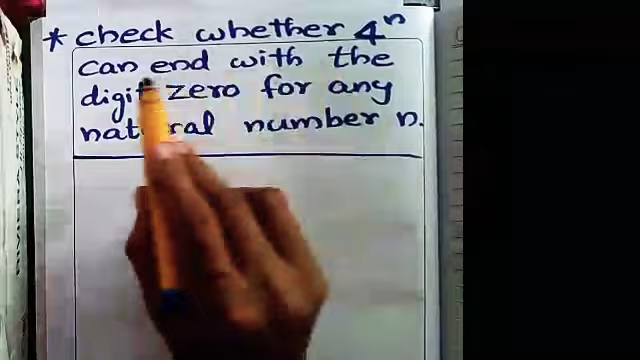 * check whether 4ⁿ
can end with the
digit zero for any
natural number n.